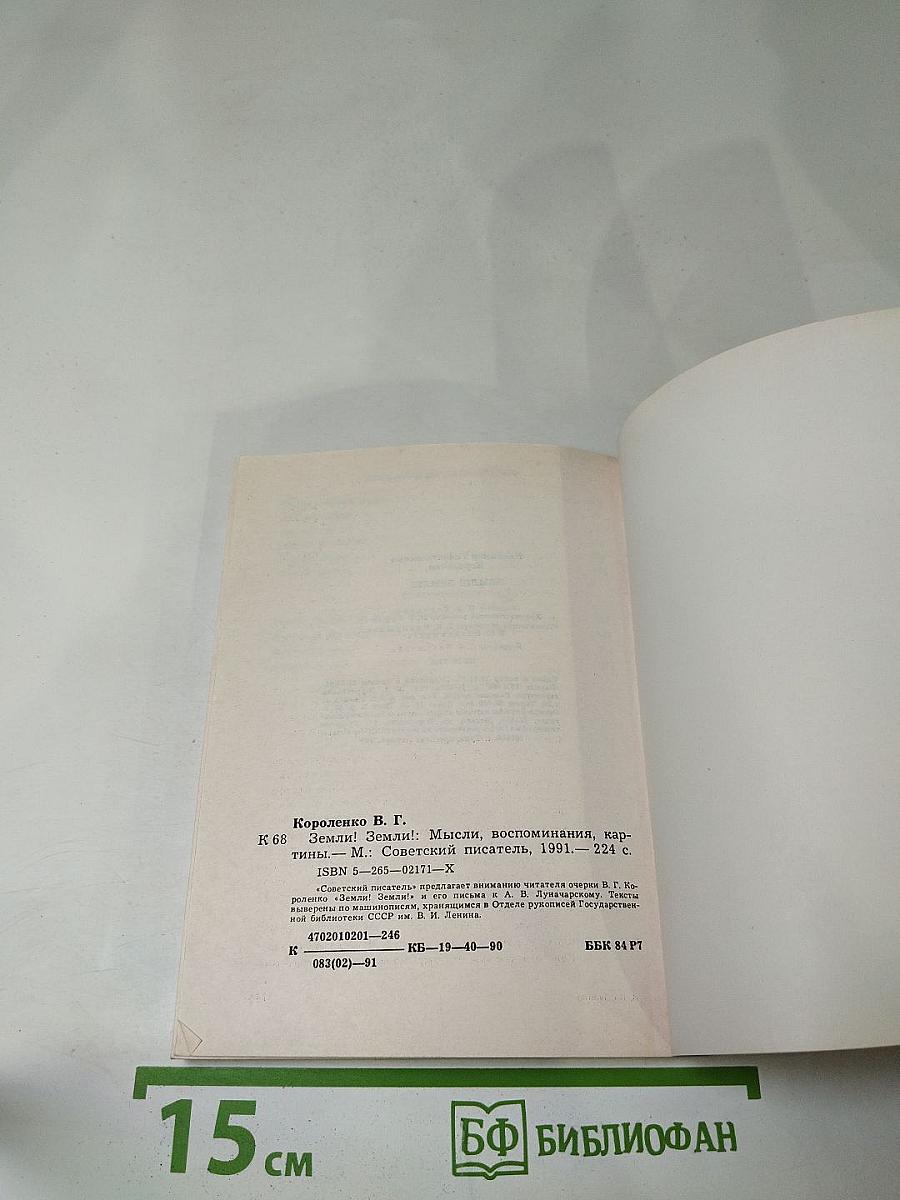 Короленко В. Г.
К 68 Земли! Земли!: Мысли, воспоминания, кар-
тины.— М.: Советский писатель, 1991.— 224 с.
ISBN 5—265—02171—X
«Советский писатель» предлагает вниманию читателя очерки В. Г. Ко-
роленко «Земли! Земли!» и его письма к А. В. Луначарскому. Тексты
выверены по машинописям, хранящимся в Отделе рукописей Государствен-
ной библиотеки СССР им. В. И. Ленина.
4702010201—246
К КБ—19—40—90 ББК 84 Р7
083(02)—91
15 см
БФ БИБЛИОФАН